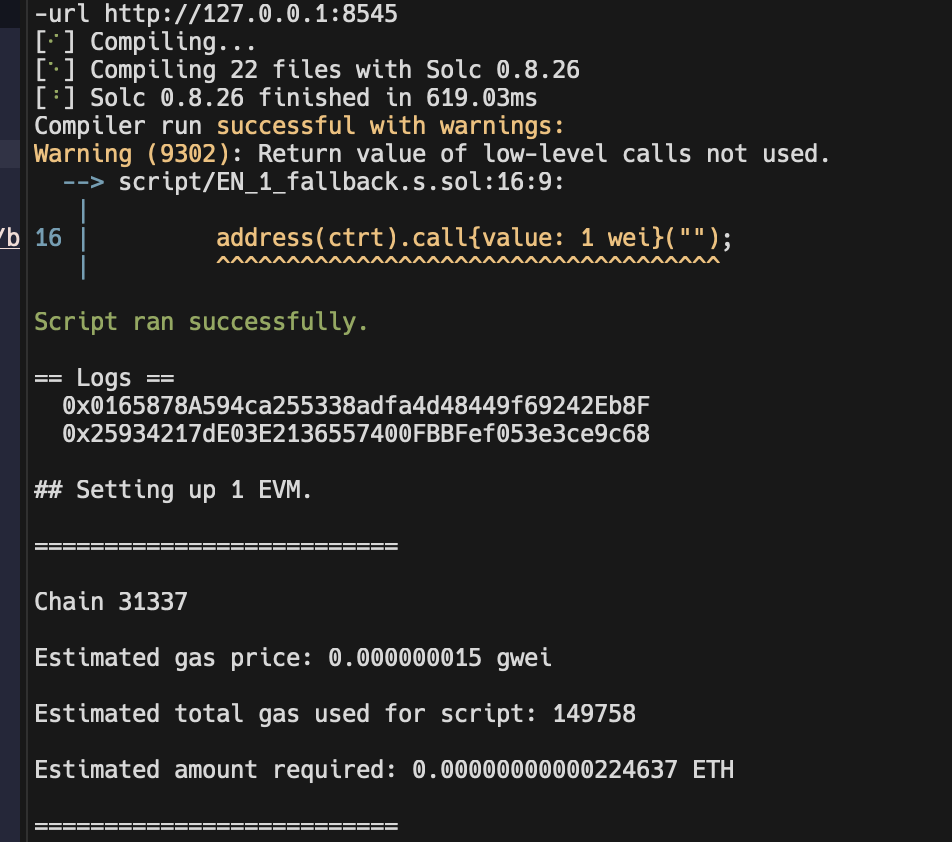 -url http://127.0.0.1:8545
[⠊] Compiling...
[⠑] Compiling 22 files with Solc 0.8.26
[⠘] Solc 0.8.26 finished in 619.03ms
Compiler run successful with warnings:
Warning (9302): Return value of low-level calls not used.
  --> script/EN_1_fallback.s.sol:16:9:
   |
/b
16 |         address(ctrt).call{value: 1 wei}("");
   |         ^^^^^^^^^^^^^^^^^^^^^^^^^^^^^^^^^^^^
Script ran successfully.
== Logs ==
  0x0165878A594ca255338adfa4d48449f69242Eb8F
  0x25934217dE03E2136557400FBBFef053e3ce9c68
## Setting up 1 EVM.
==========================
Chain 31337
Estimated gas price: 0.000000015 gwei
Estimated total gas used for script: 149758
Estimated amount required: 0.00000000000224637 ETH
==========================